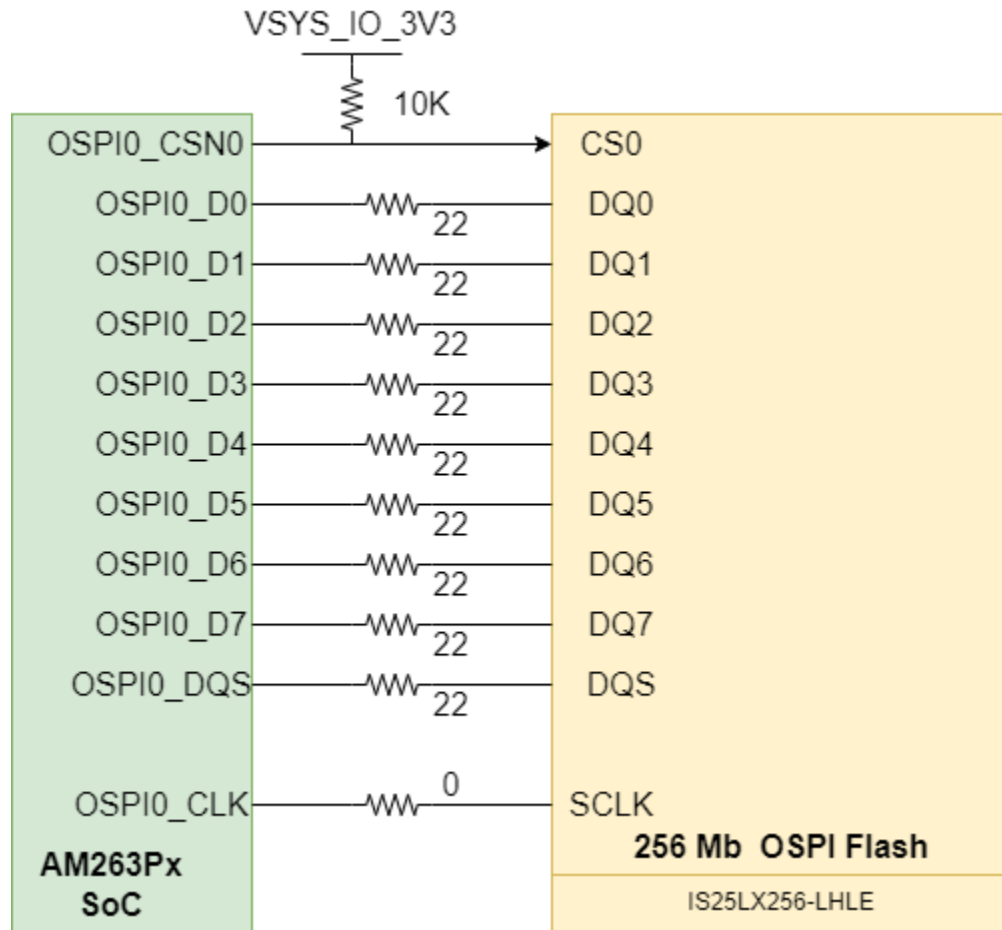 VSYS_IO_3V3
10K
OSPI0_CSN0 CS0
OSPI0_D0 22 DQ0
OSPI0_D1 22 DQ1
OSPI0_D2 22 DQ2
OSPI0_D3 22 DQ3
OSPI0_D4 22 DQ4
OSPI0_D5 22 DQ5
OSPI0_D6 22 DQ6
OSPI0_D7 22 DQ7
OSPI0_DQS 22 DQS
OSPI0_CLK 0 SCLK
AM263Px
SoC
256 Mb OSPI Flash
IS25LX256-LHLE